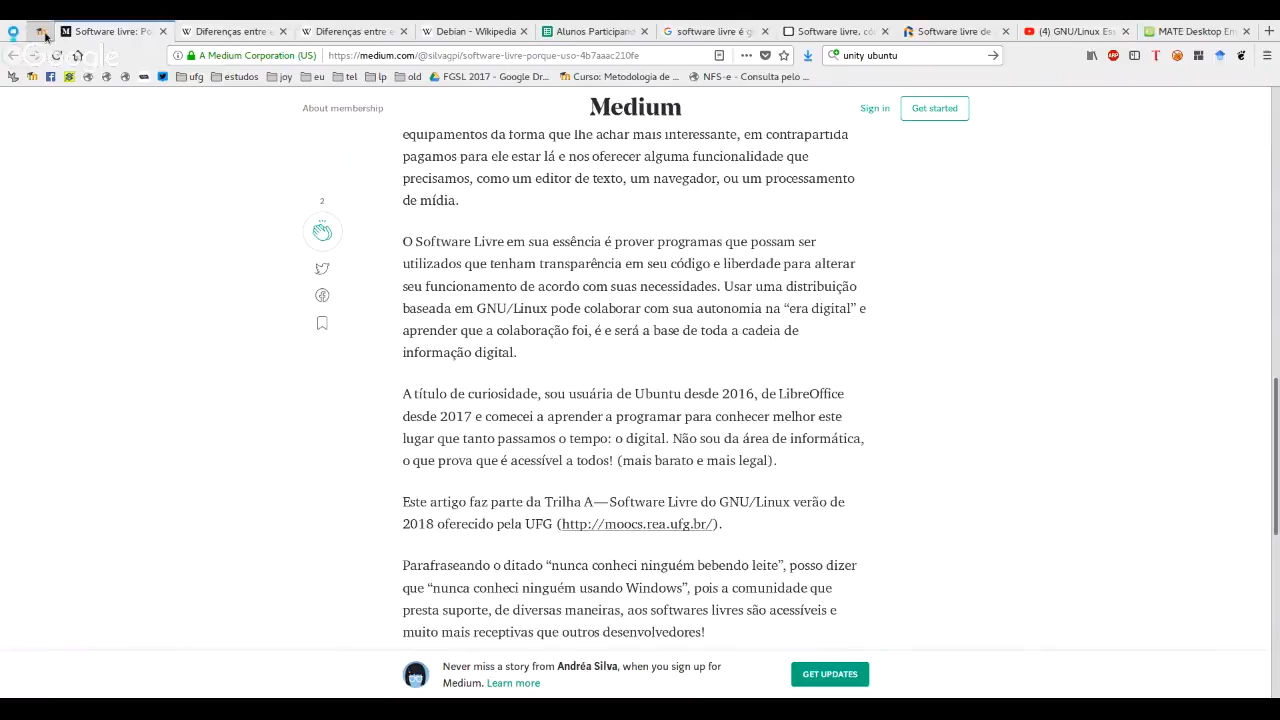 Software livre: Po
Differenças entre e
Differenças entre e
Debian - Wikipedia
Alunos Participand
software livre é g
Software livre, có
Software livre de
(4) GNU/Linux Ess
MATE Desktop En
Google
A Medium Corporation (US)
https://medium.com/@silvagpi/software-livre-porque-uso-4b7aac210fe
unity ubuntu
ufg
estudos
joy
eu
tel
lp
old
FGSL 2017 - Google Dr...
Curso: Metodologia de ...
NFS-e - Consulta pelo ...
About membership
Medium
Sign in
Get started
equipamentos da forma que lhe achar mais interessante, em contrapartida
pagamos para ele estar lá e nos oferecer alguma funcionalidade que
precisamos, como um editor de texto, um navegador, ou um processamento
de mídia.
2
O Software Livre em sua essência é prover programas que possam ser
utilizados que tenham transparência em seu código e liberdade para alterar
seu funcionamento de acordo com suas necessidades. Usar uma distribuição
baseada em GNU/Linux pode colaborar com sua autonomia na “era digital” e
aprender que a colaboração foi, é e será a base de toda a cadeia de
informação digital.
A título de curiosidade, sou usuária de Ubuntu desde 2016, de LibreOffice
desde 2017 e comecei a aprender a programar para conhecer melhor este
lugar que tanto passamos o tempo: o digital. Não sou da área de informática,
o que prova que é acessível a todos! (mais barato e mais legal).
Este artigo faz parte da Trilha A — Software Livre do GNU/Linux verão de
2018 oferecido pela UFG (http://moocs.rea.ufg.br/).
Parafraseando o ditado “nunca conheci ninguém bebendo leite”, posso dizer
que “nunca conheci ninguém usando Windows”, pois a comunidade que
presta suporte, de diversas maneiras, aos softwares livres são acessíveis e
muito mais receptivas que outros desenvolvedores!
Never miss a story from Andréa Silva, when you sign up for
Medium. Learn more
GET UPDATES